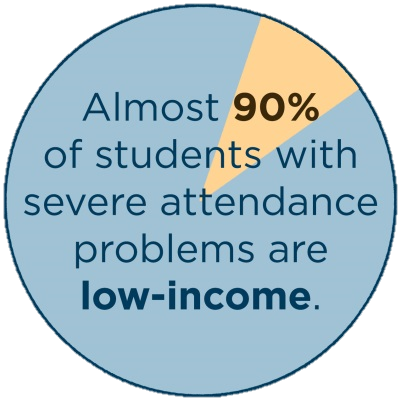 Almost 90%
of students with
severe attendance
problems are
low-income.